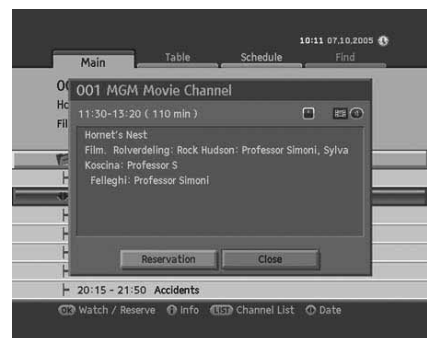 10:11 07,10,2005
Main Table Schedule Find
001 MGM Movie Channel
11:30-13:20 ( 110 min )
Hornet's Nest
Film. Rolverdeling: Rock Hudson: Professor Simoni, Sylva
Koscina: Professor S
Felleghi: Professor Simoni
Reservation Close
20:15 - 21:50 Accidents
OK Watch / Reserve i Info LIST Channel List Date